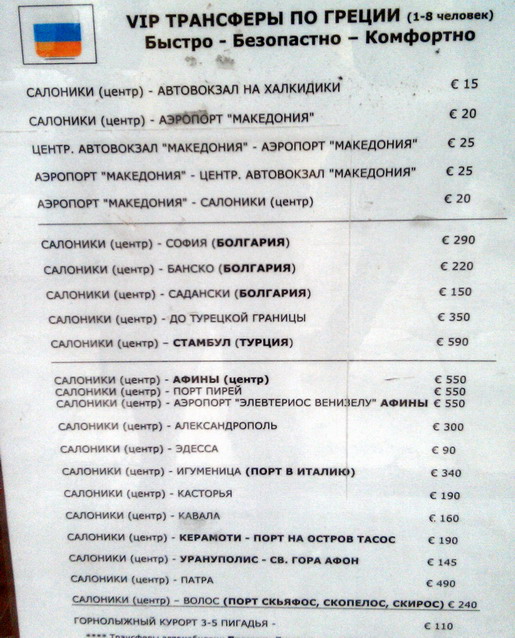 VIP ТРАНСФЕРЫ ПО ГРЕЦИИ (1-8 человек)
Быстро - Безопастно – Комфортно
САЛОНИКИ (центр) - АВТОВОКЗАЛ НА ХАЛКИДИКИ € 15
САЛОНИКИ (центр) - АЭРОПОРТ "МАКЕДОНИЯ" € 20
ЦЕНТР. АВТОВОКЗАЛ "МАКЕДОНИЯ" - АЭРОПОРТ "МАКЕДОНИЯ" € 25
АЭРОПОРТ "МАКЕДОНИЯ" - ЦЕНТР. АВТОВОКЗАЛ "МАКЕДОНИЯ" € 25
АЭРОПОРТ "МАКЕДОНИЯ" - САЛОНИКИ (центр) € 20
САЛОНИКИ (центр) - СОФИЯ (БОЛГАРИЯ) € 290
САЛОНИКИ (центр) - БАНСКО (БОЛГАРИЯ) € 220
САЛОНИКИ (центр) - САДАНСКИ (БОЛГАРИЯ) € 150
САЛОНИКИ (центр) - ДО ТУРЕЦКОЙ ГРАНИЦЫ € 350
САЛОНИКИ (центр) – СТАМБУЛ (ТУРЦИЯ) € 590
САЛОНИКИ (центр) - АФИНЫ (центр) € 550
САЛОНИКИ (центр) - ПОРТ ПИРЕЙ € 550
САЛОНИКИ (центр) - АЭРОПОРТ "ЭЛЕВТЕРИОС ВЕНИЗЕЛУ" АФИНЫ € 550
САЛОНИКИ (центр) - АЛЕКСАНДРОПОЛЬ € 300
САЛОНИКИ (центр) - ЭДЕССА € 90
САЛОНИКИ (центр) - ИГУМЕНИЦА (ПОРТ В ИТАЛИЮ) € 340
САЛОНИКИ (центр) - КАСТОРЬЯ € 190
САЛОНИКИ (центр) - КАВАЛА € 160
САЛОНИКИ (центр) - КЕРАМОТИ - ПОРТ НА ОСТРОВ ТАСОС € 190
САЛОНИКИ (центр) - УРАНУПОЛИС - СВ. ГОРА АФОН € 145
САЛОНИКИ (центр) - ПАТРА € 490
САЛОНИКИ (центр) – ВОЛОС (ПОРТ СКЬЯФОС, СКОПЕЛОС, СКИРОС) € 240
ГОРНОЛЫЖНЫЙ КУРОРТ 3-5 ПИГАДЬЯ - € 110